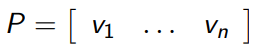 P = [ v₁ … vₙ ]